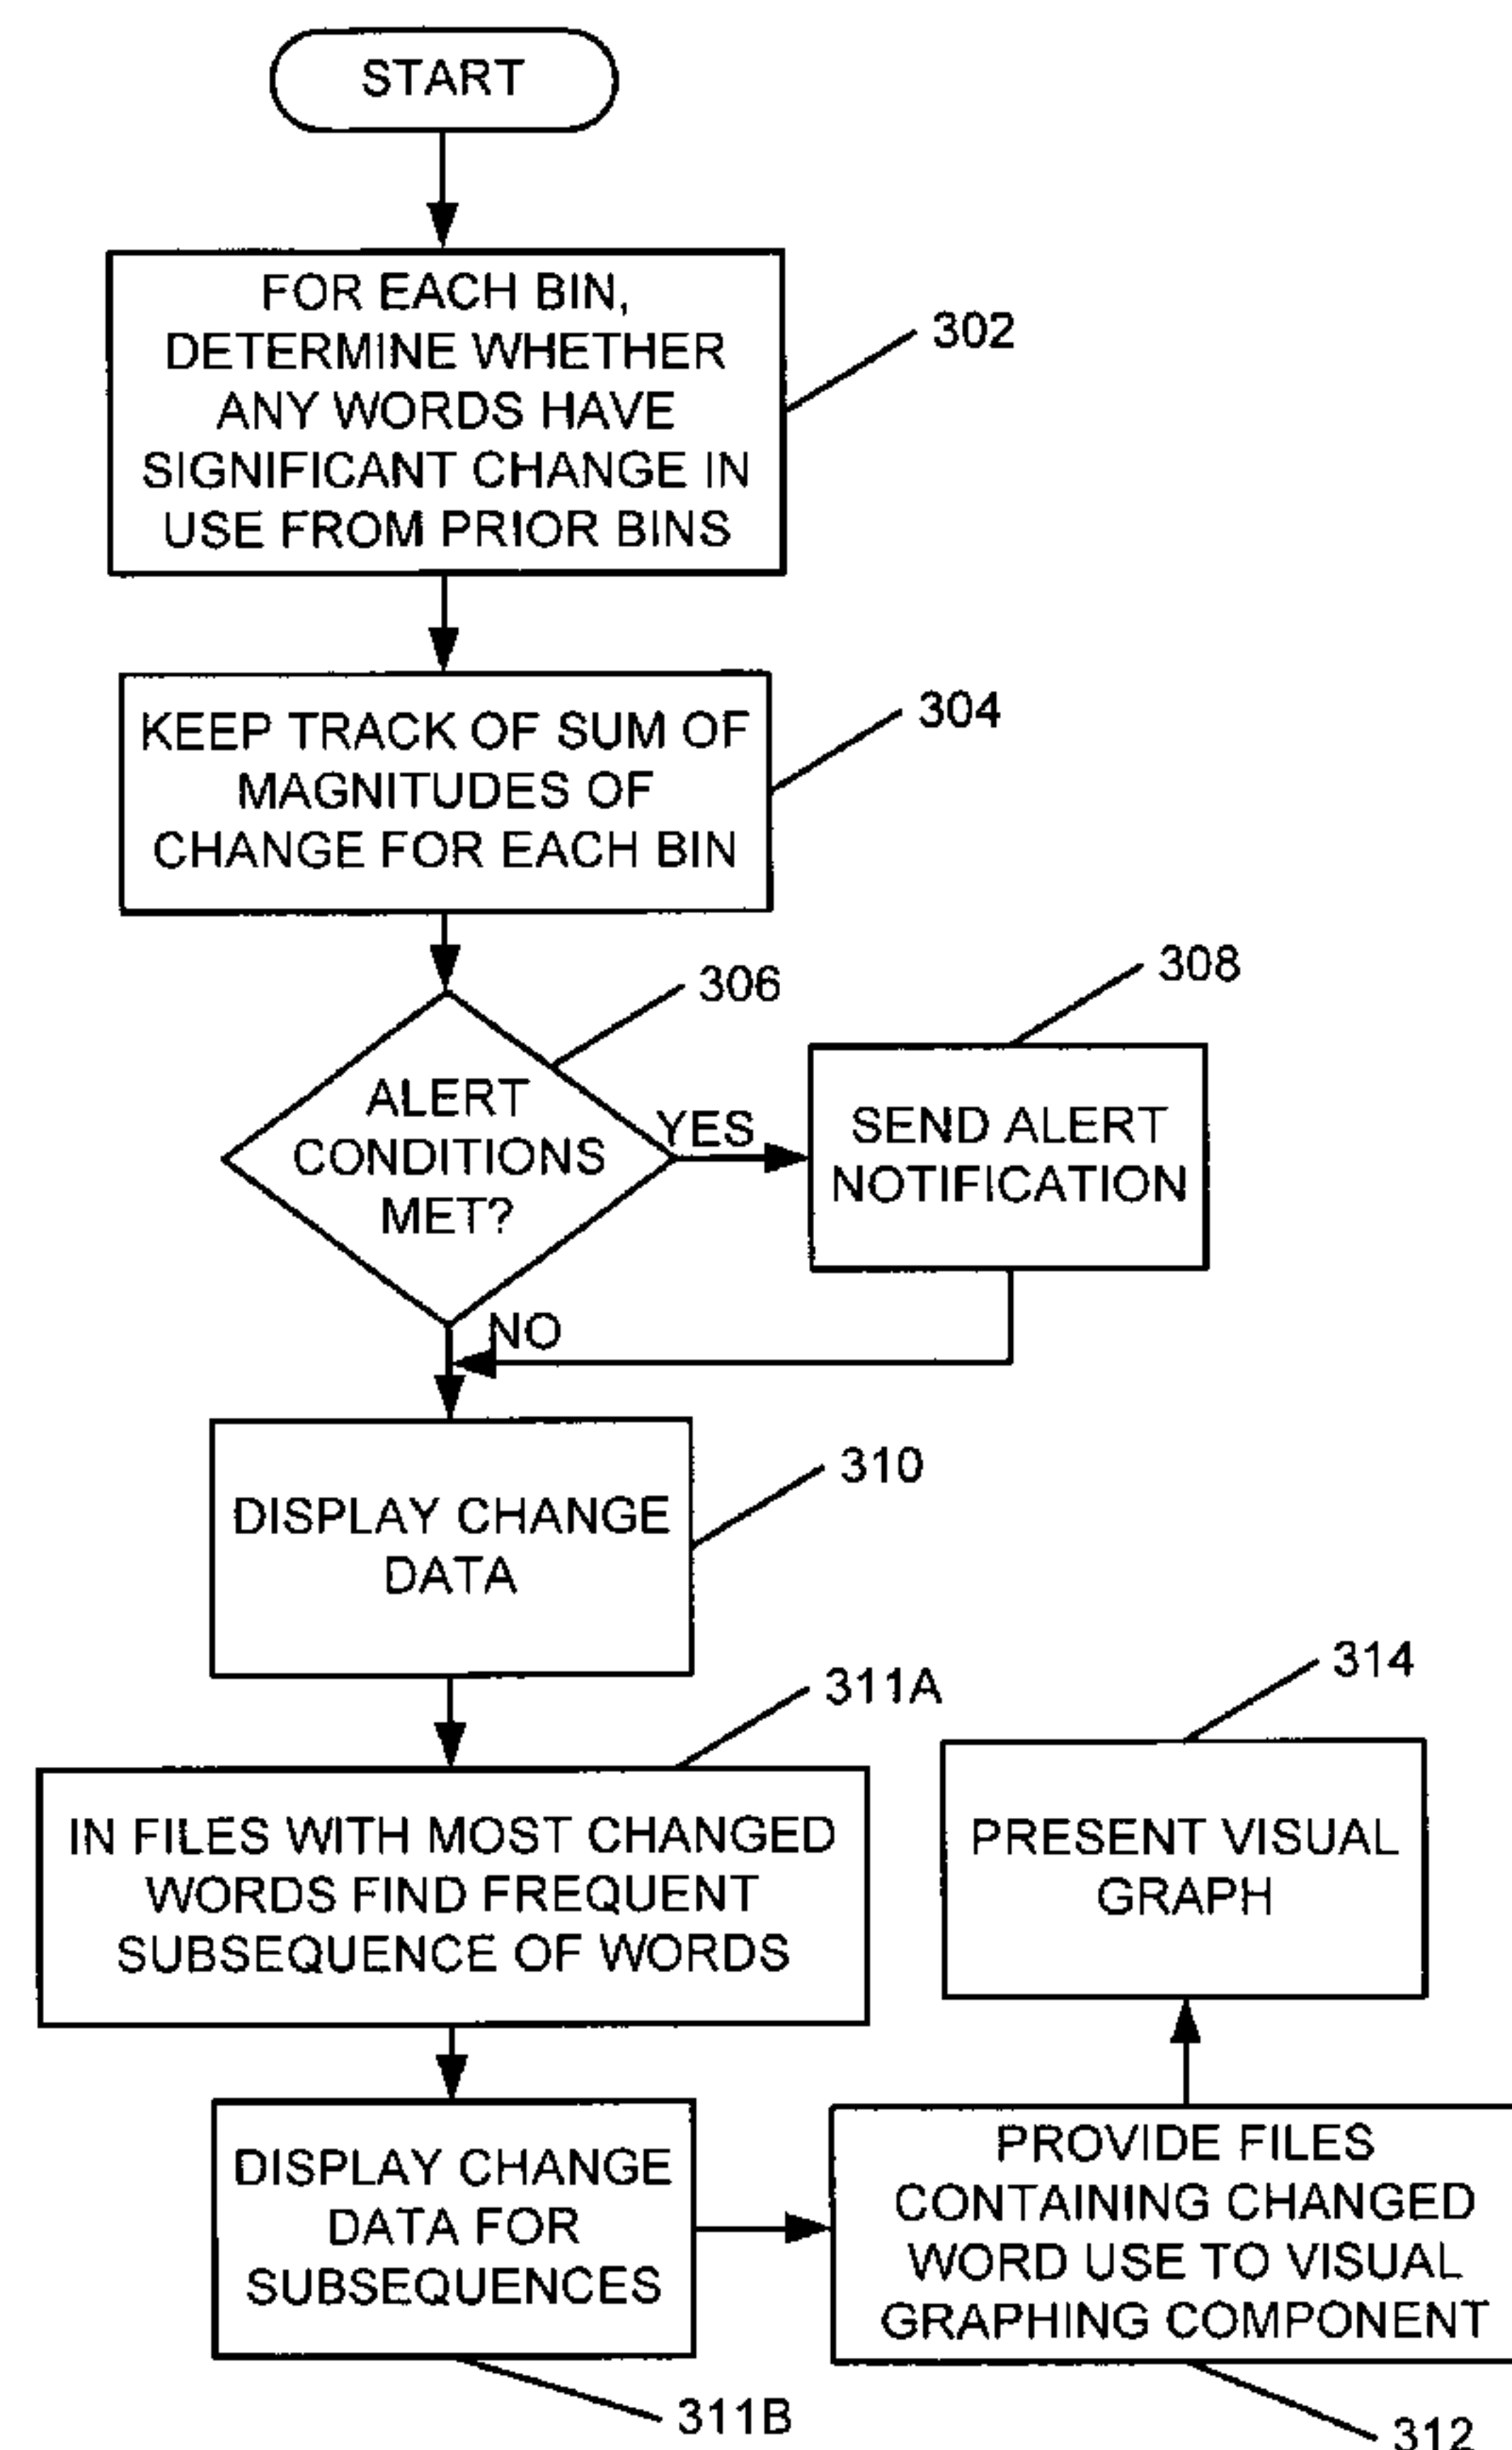 START
FOR EACH BIN,
DETERMINE WHETHER
ANY WORDS HAVE
SIGNIFICANT CHANGE IN
USE FROM PRIOR BINS
302
KEEP TRACK OF SUM OF
MAGNITUDES OF
CHANGE FOR EACH BIN
304
ALERT
CONDITIONS
MET?
306
YES
SEND ALERT
NOTIFICATION
308
NO
DISPLAY CHANGE
DATA
310
IN FILES WITH MOST CHANGED
WORDS FIND FREQUENT
SUBSEQUENCE OF WORDS
311A
DISPLAY CHANGE
DATA FOR
SUBSEQUENCES
311B
PROVIDE FILES
CONTAINING CHANGED
WORD USE TO VISUAL
GRAPHING COMPONENT
312
PRESENT VISUAL
GRAPH
314